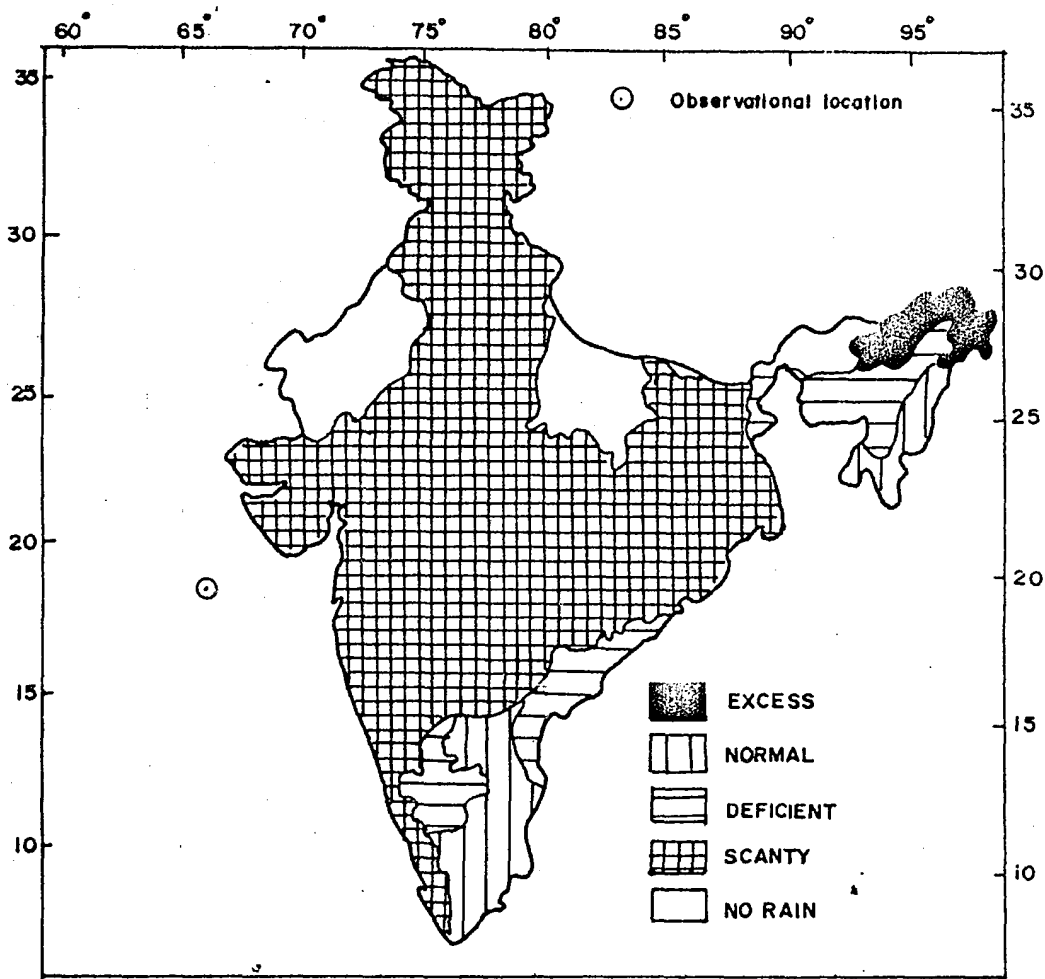 60° 65° 70° 75° 80° 85° 90° 95°
35
Observational location
35
30
30
25
25
20
20
15
EXCESS
15
NORMAL
DEFICIENT
10
SCANTY
10
NO RAIN